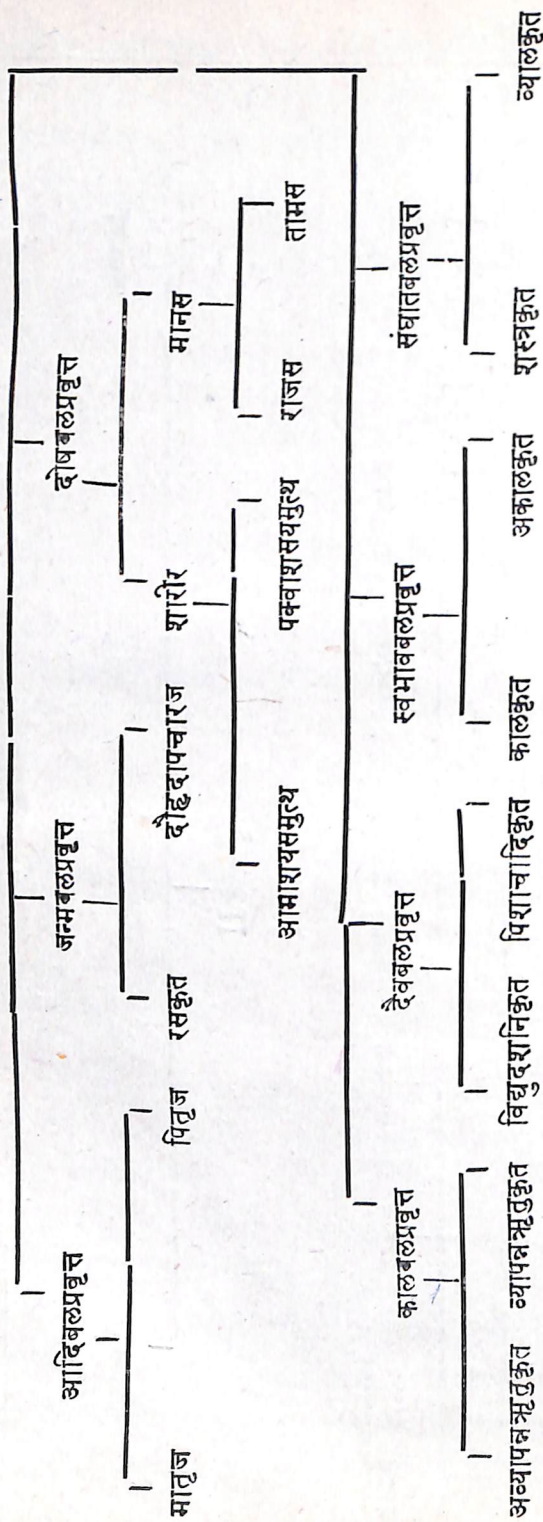 आदिबलप्रवृत्त जन्मबलप्रवृत्त दोषबलप्रवृत्त
मातृज पितृज रसकृत दौहृदापचारज शारीर मानस
आमाशयसमुत्थ पक्वाशयसमुत्थ राजस तामस
कालबलप्रवृत्त दैवबलप्रवृत्त स्वभावबलप्रवृत्त संघातबलप्रवृत्त
अव्यापन्नऋतुकृत व्यापन्नऋतुकृत विद्युदशनिकृत पिशाचादिकृत कालकृत अकालकृत शस्त्रकृत व्यालकृत